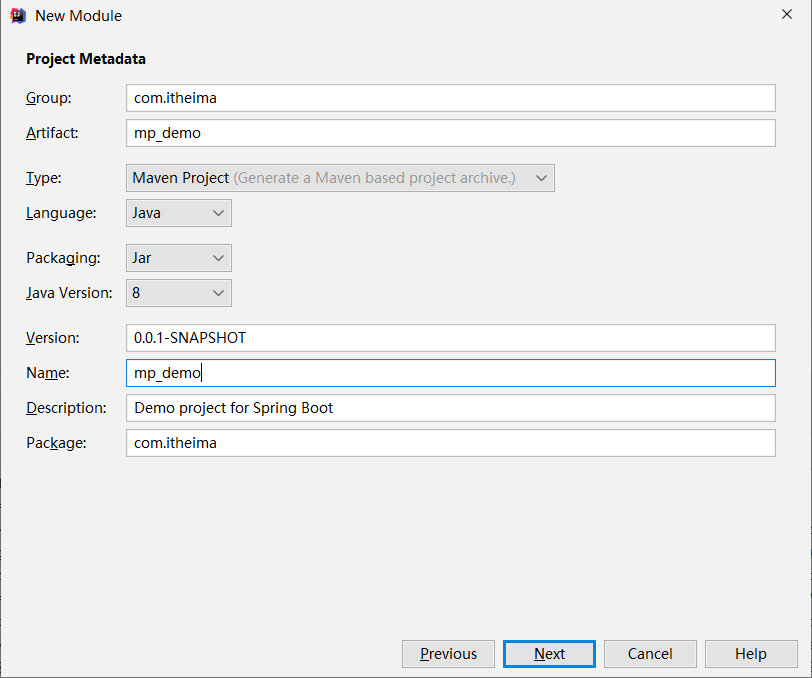 New Module
Project Metadata
Group: com.itheima
Artifact: mp_demo
Type: Maven Project (Generate a Maven based project archive.)
Language: Java
Packaging: Jar
Java Version: 8
Version: 0.0.1-SNAPSHOT
Name: mp_demo
Description: Demo project for Spring Boot
Package: com.itheima
Previous Next Cancel Help